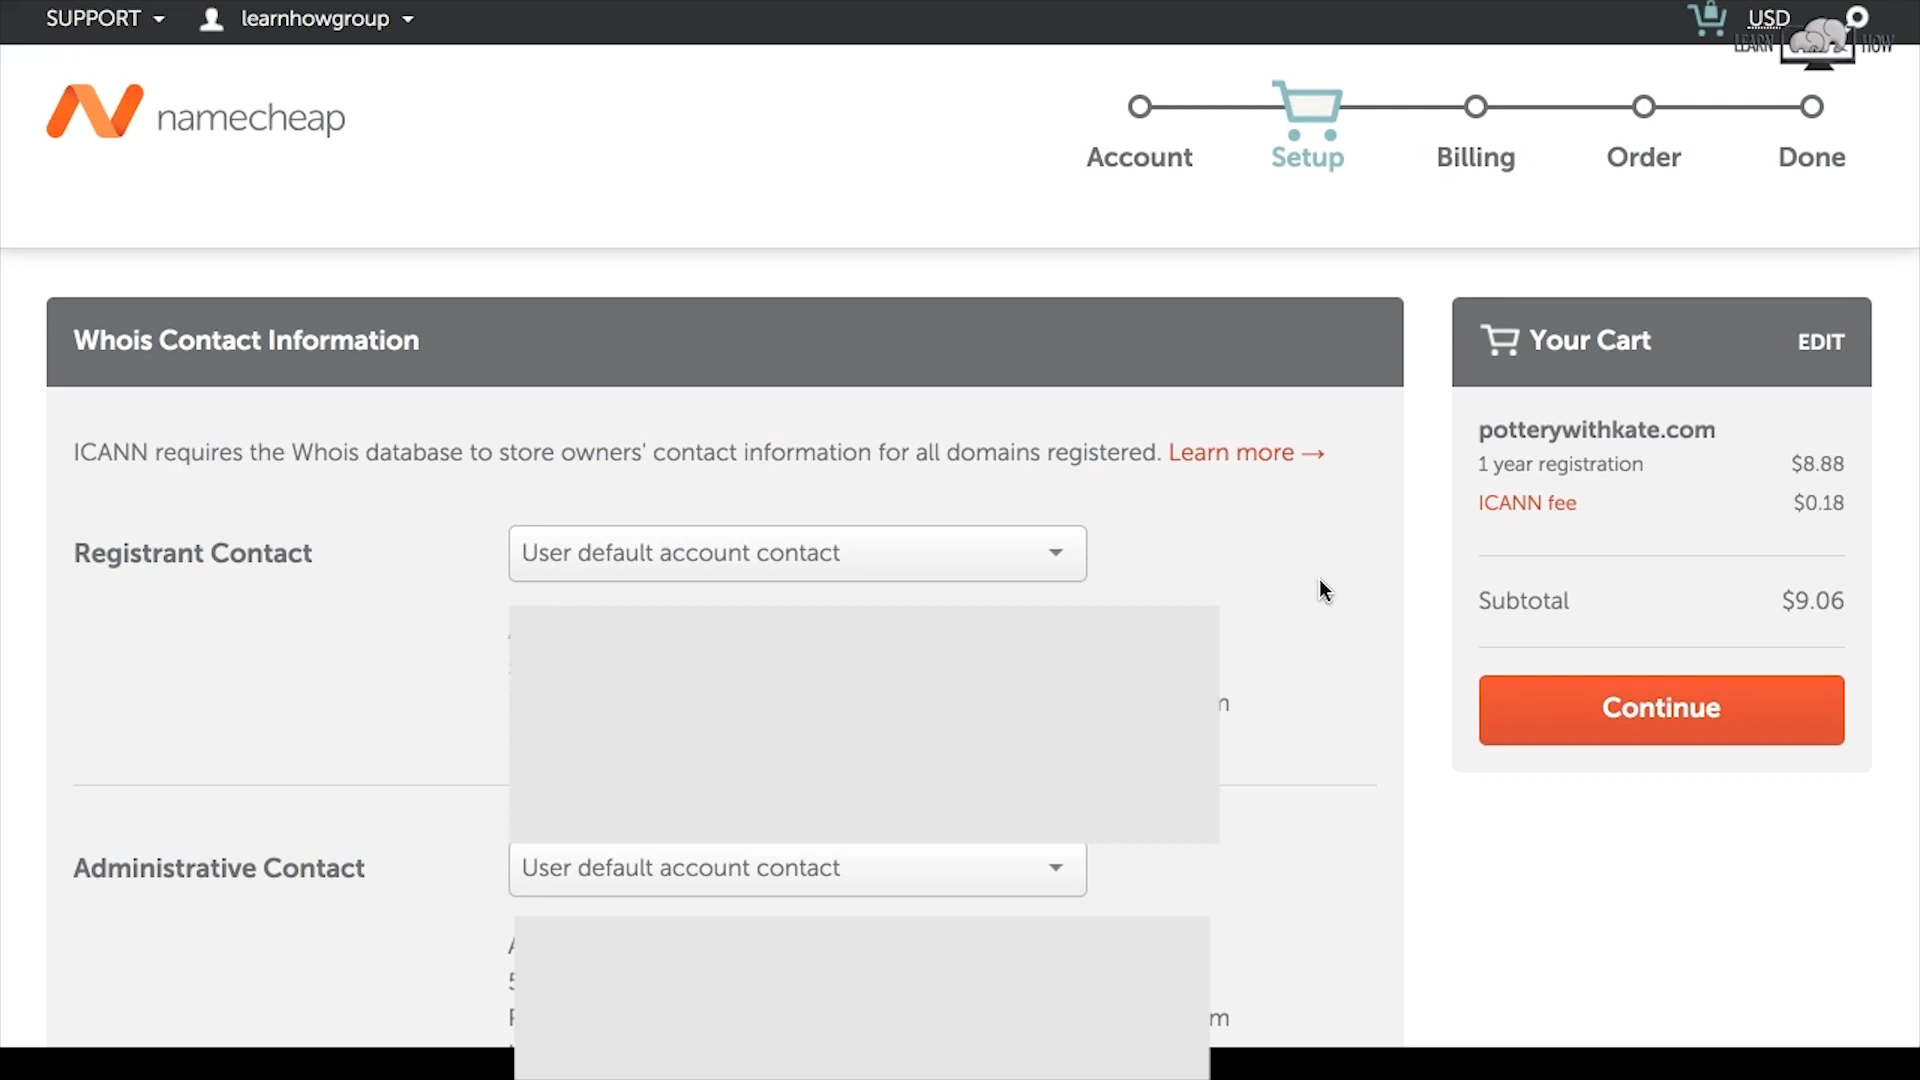 SUPPORT
learnhowgroup
USD
LEARN HOW
namecheap
Account
Setup
Billing
Order
Done
Whois Contact Information
ICANN requires the Whois database to store owners' contact information for all domains registered. Learn more →
Registrant Contact
User default account contact
Administrative Contact
User default account contact
Your Cart
EDIT
potterywithkate.com
1 year registration $8.88
ICANN fee $0.18
Subtotal $9.06
Continue